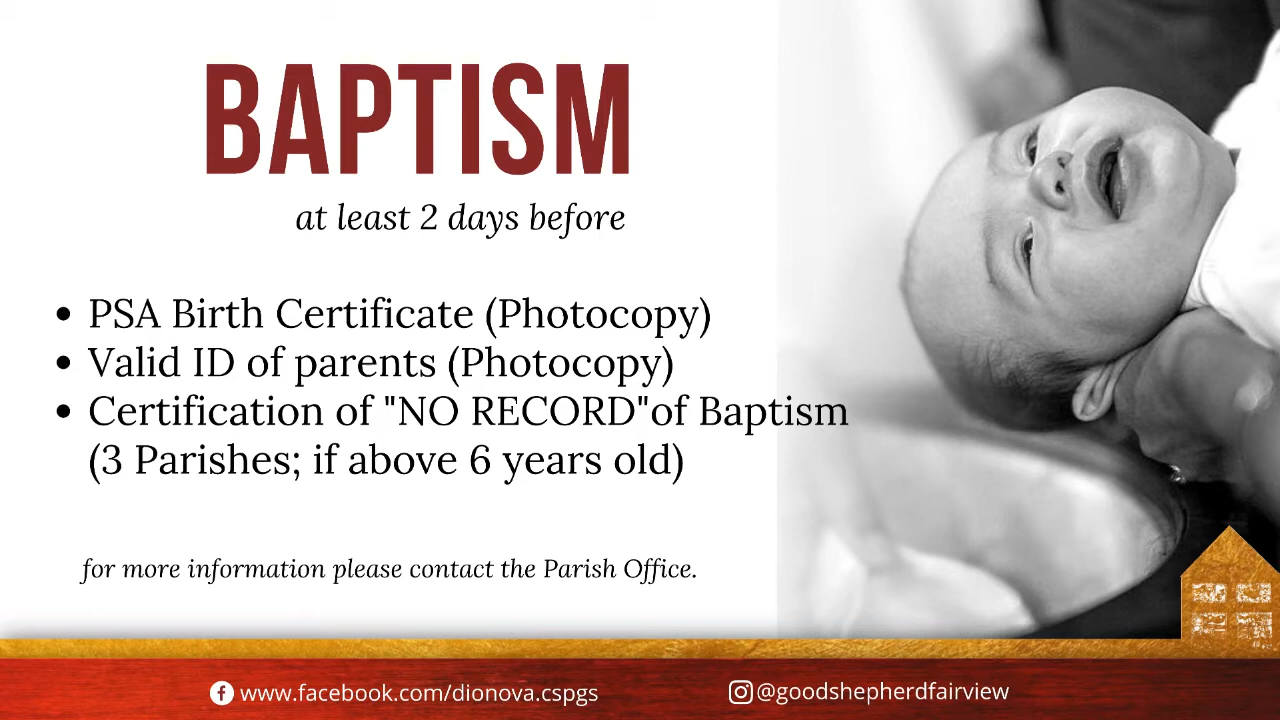 BAPTISM
at least 2 days before
• PSA Birth Certificate (Photocopy)
• Valid ID of parents (Photocopy)
• Certification of "NO RECORD"of Baptism
(3 Parishes; if above 6 years old)
for more information please contact the Parish Office.
www.facebook.com/dionova.cspgs
@goodshepherdfairview